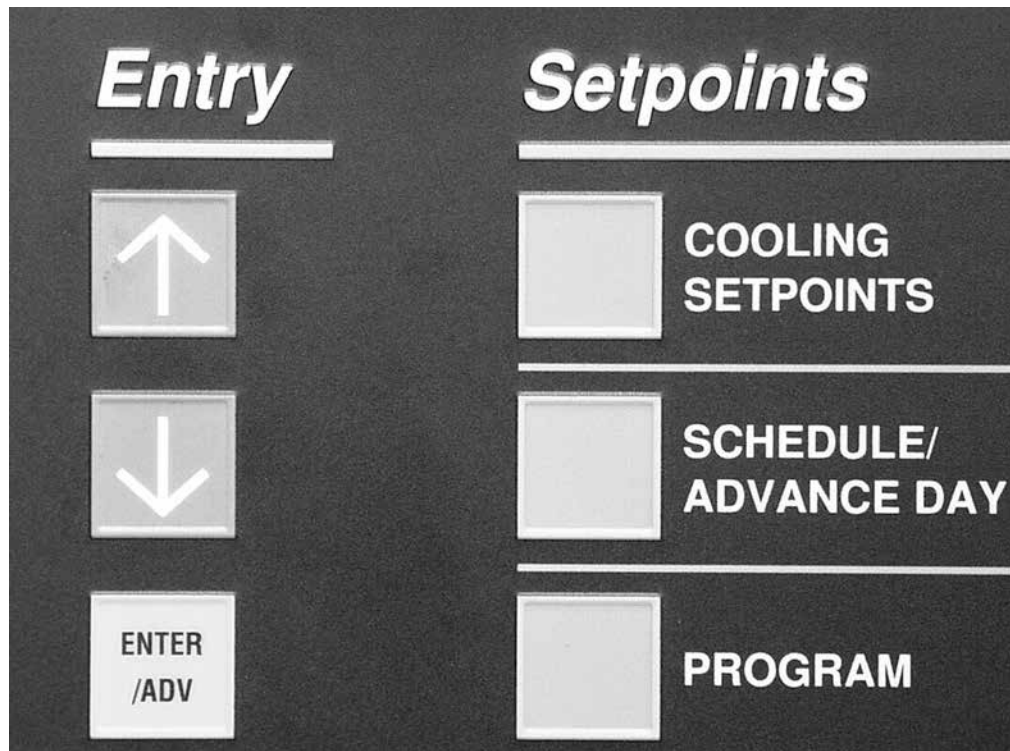 Entry
Setpoints
COOLING
SETPOINTS
SCHEDULE/
ADVANCE DAY
ENTER
/ADV
PROGRAM